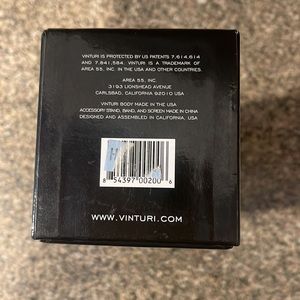 VINTURI IS PROTECTED BY US PATENTS 7,614,614
AND 7,841,584. VINTURI IS A TRADEMARK OF
AREA 55, INC. IN THE USA AND OTHER COUNTRIES.
AREA 55, INC.
3193 LIONSHEAD AVENUE
CARLSBAD, CALIFORNIA 92010 USA
VINTURI BODY MADE IN THE USA
ACCESSORY STAND, BAND, AND SCREEN MADE IN CHINA
DESIGNED AND ASSEMBLED IN CALIFORNIA, USA
8 54397 00200 6
WWW.VINTURI.COM